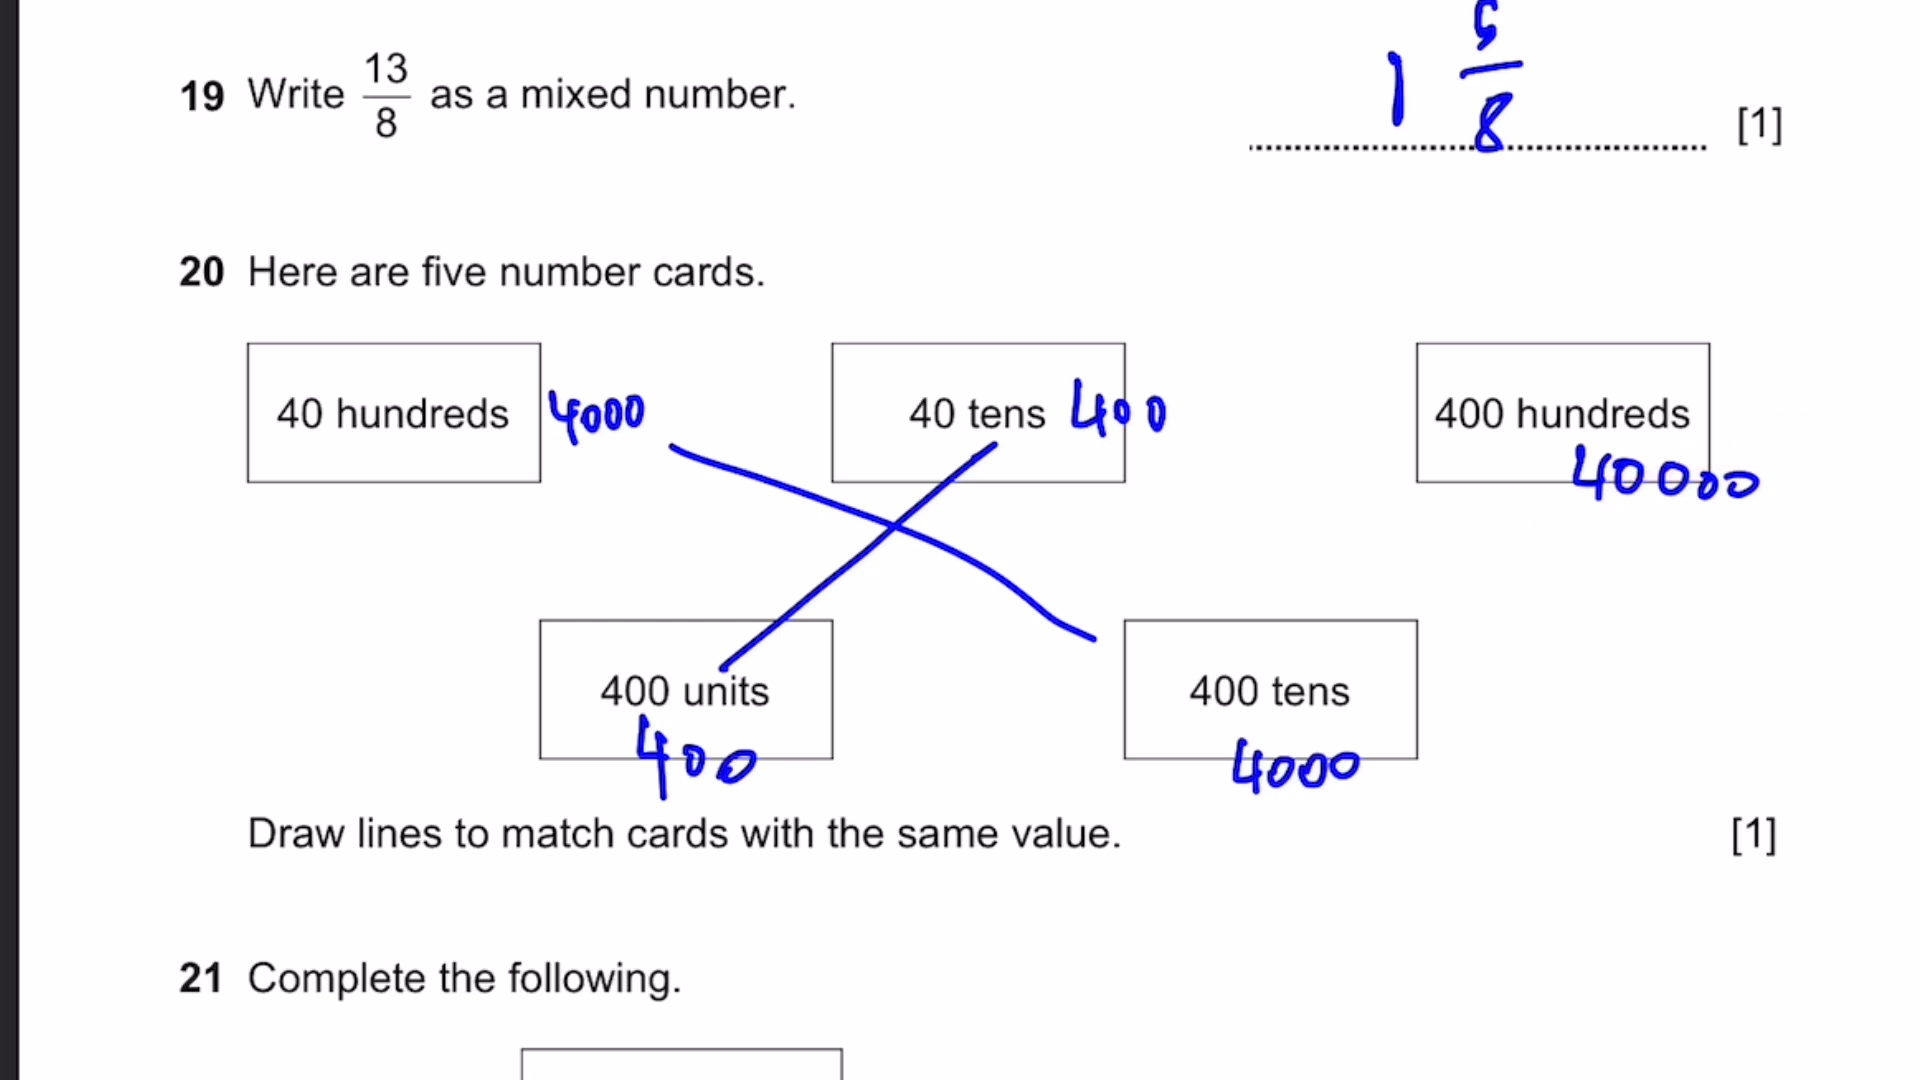 19 Write 13/8 as a mixed number.
1 5/8
[1]
20 Here are five number cards.
40 hundreds 4000
40 tens 400
400 hundreds
40000
400 units
400
400 tens
4000
Draw lines to match cards with the same value. [1]
21 Complete the following.